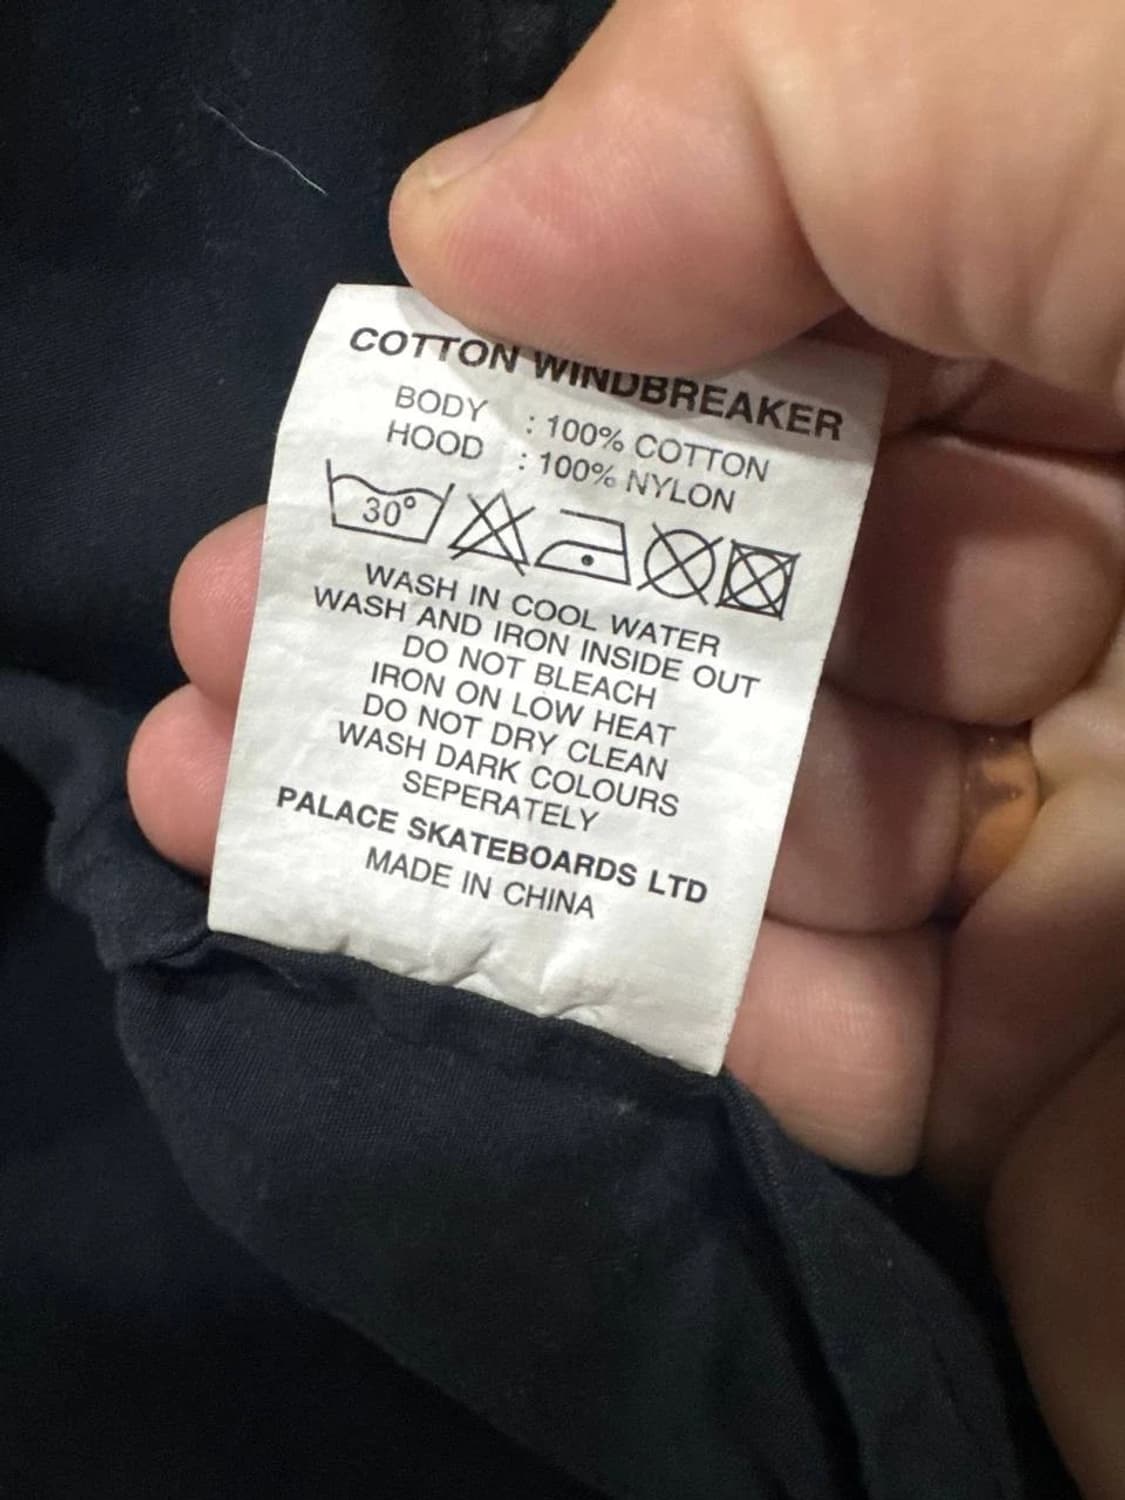 COTTON WINDBREAKER
BODY : 100% COTTON
HOOD : 100% NYLON
30°
WASH IN COOL WATER
WASH AND IRON INSIDE OUT
DO NOT BLEACH
IRON ON LOW HEAT
DO NOT DRY CLEAN
WASH DARK COLOURS
SEPERATELY
PALACE SKATEBOARDS LTD
MADE IN CHINA